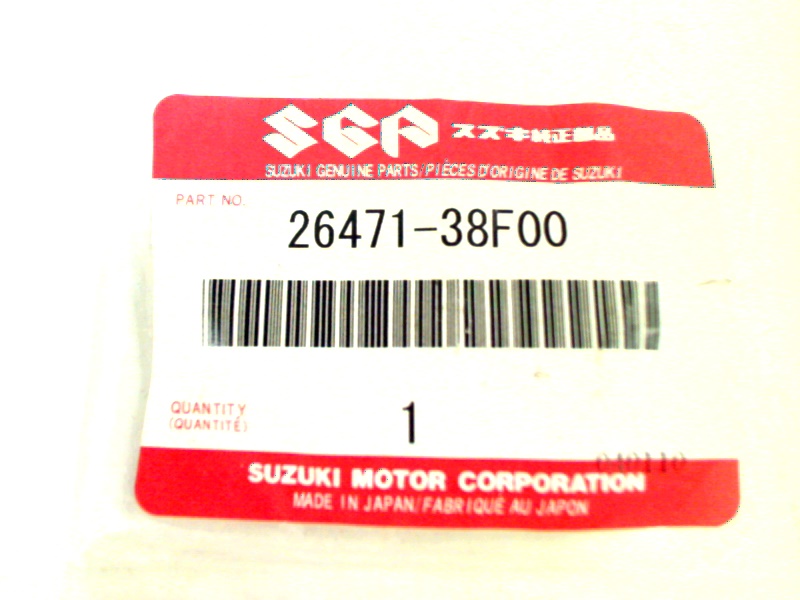 SGP スズキ純正部品
SUZUKI GENUINE PARTS/PIÈCES D'ORIGINE DE SUZUKI
PART NO.
26471-38F00
QUANTITY
(QUANTITÉ)
1
SUZUKI MOTOR CORPORATION
MADE IN JAPAN/FABRIQUÉ AU JAPON